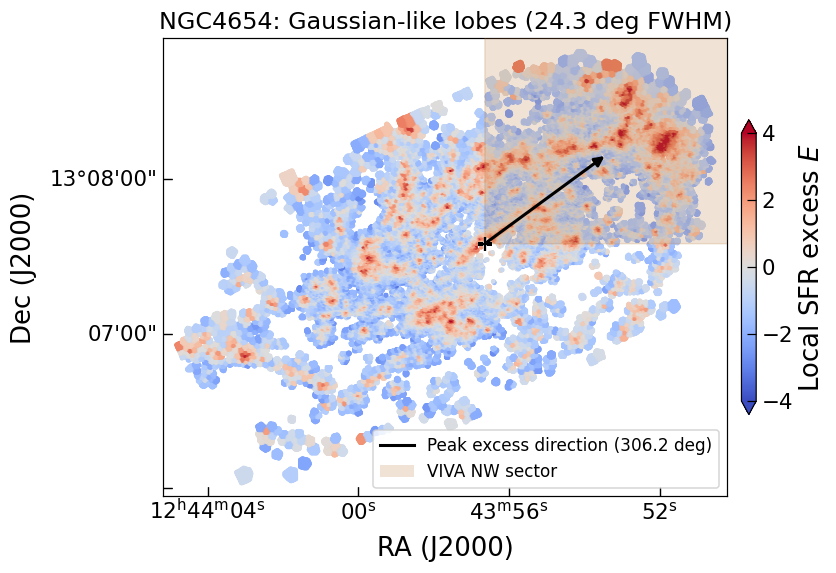 NGC4654: Gaussian-like lobes (24.3 deg FWHM)
Dec (J2000)
13°08'00"
07'00"
4
2
0
−2
−4
Local SFR excess E
Peak excess direction (306.2 deg)
VIVA NW sector
12ʰ44ᵐ04ˢ
00ˢ
43ᵐ56ˢ
52ˢ
RA (J2000)